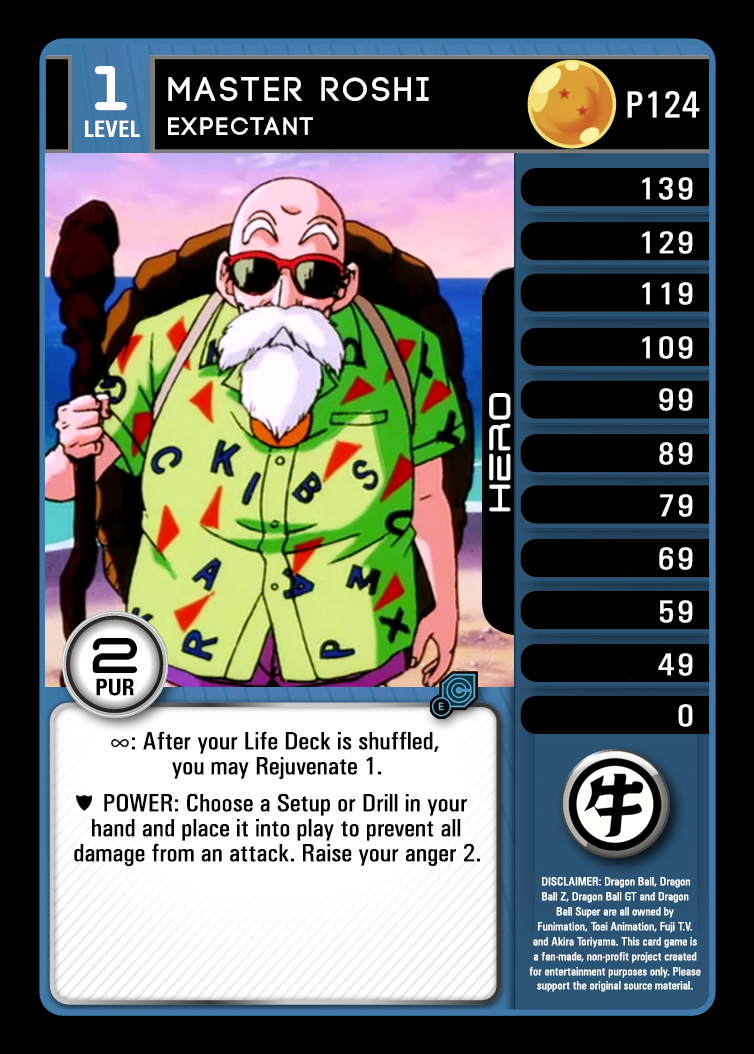 1
LEVEL
MASTER ROSHI
EXPECTANT
P124
139
129
119
109
99
89
79
69
59
49
0
HERO
C K I B S
A A M
R P X
2
PUR
C
E
∞: After your Life Deck is shuffled,
you may Rejuvenate 1.
POWER: Choose a Setup or Drill in your
hand and place it into play to prevent all
damage from an attack. Raise your anger 2.
牛
DISCLAIMER: Dragon Ball, Dragon
Ball Z, Dragon Ball GT and Dragon
Ball Super are all owned by
Funimation, Toei Animation, Fuji T.V.
and Akira Toriyama. This card game is
a fan-made, non-profit project created
for entertainment purposes only. Please
support the original source material.